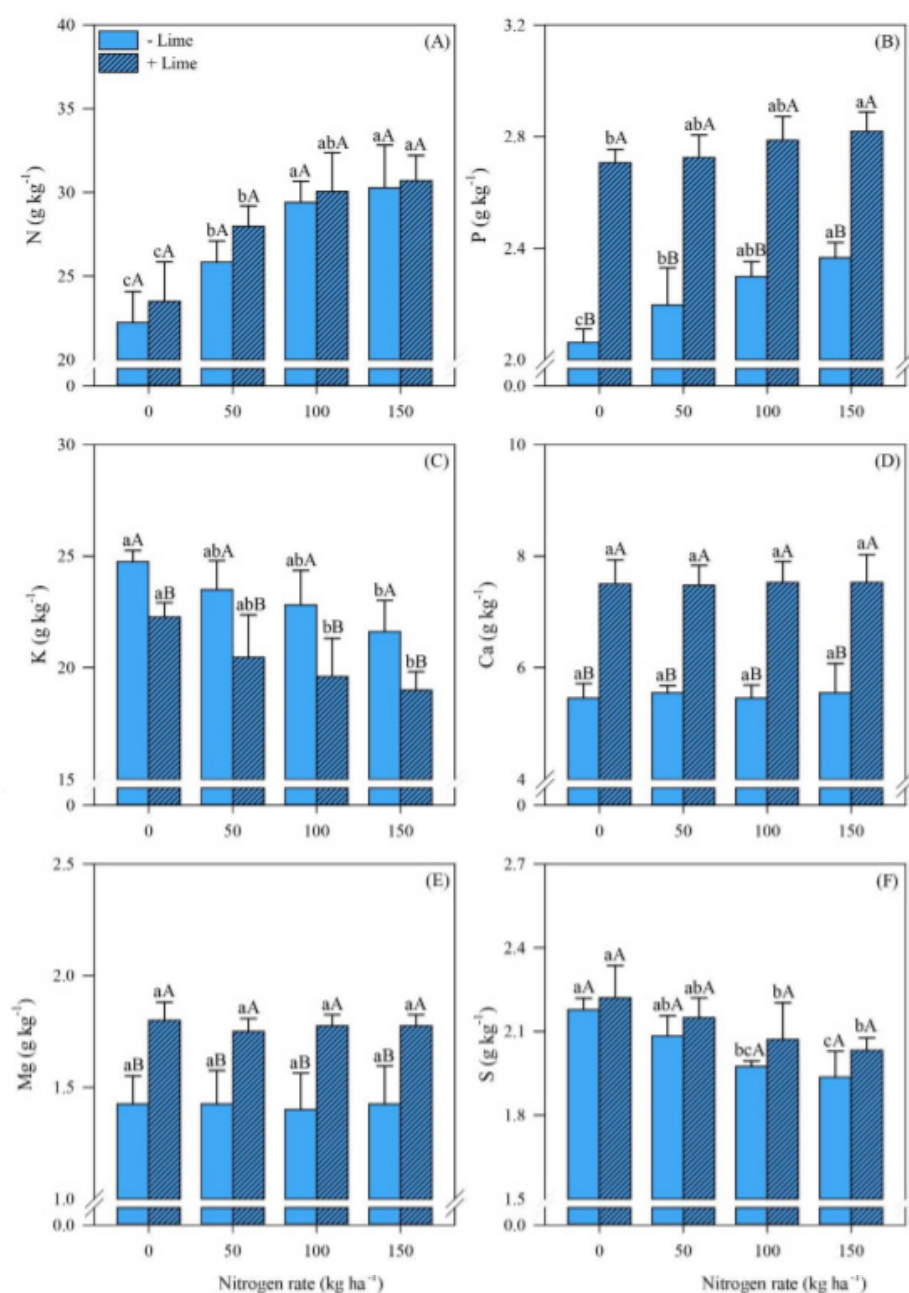 - Lime
+ Lime
(A)
N (g kg⁻¹)
40
35
30
25
20
0
cA cA bA bA aA abA aA aA
0 50 100 150
(B)
P (g kg⁻¹)
3.2
2.8
2.4
2.0
0.0
cB bA bB abA abB abA aB aA
0 50 100 150
(C)
K (g kg⁻¹)
30
25
20
15
0
aA aB abA abB abA bB bA bB
0 50 100 150
(D)
Ca (g kg⁻¹)
10
8
6
4
0
aB aA aB aA aB aA aB aA
0 50 100 150
(E)
Mg (g kg⁻¹)
2.5
2.0
1.5
1.0
0.0
aB aA aB aA aB aA aB aA
0 50 100 150
Nitrogen rate (kg ha⁻¹)
(F)
S (g kg⁻¹)
2.7
2.4
2.1
1.8
1.5
0.0
aA aA abA abA bcA bA cA bA
0 50 100 150
Nitrogen rate (kg ha⁻¹)